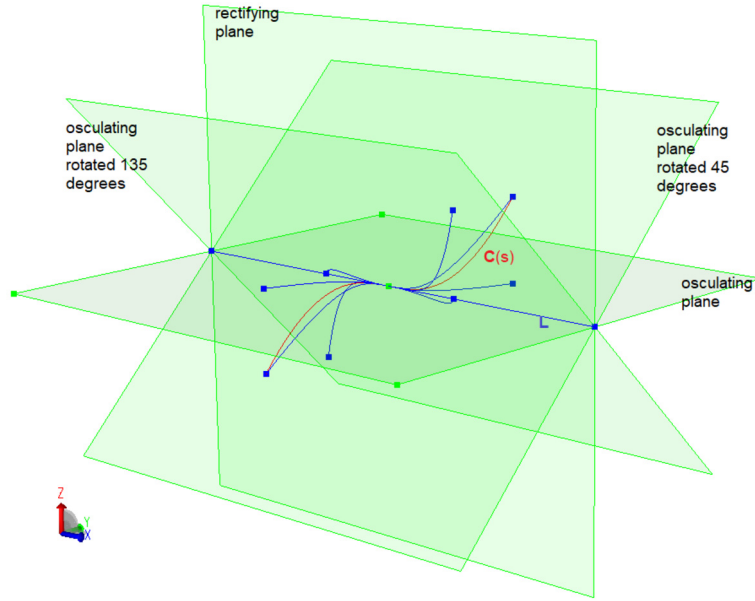 rectifying
plane
osculating
plane
rotated 135
degrees
osculating
plane
rotated 45
degrees
C(s)
osculating
plane
L
Z
Y
X